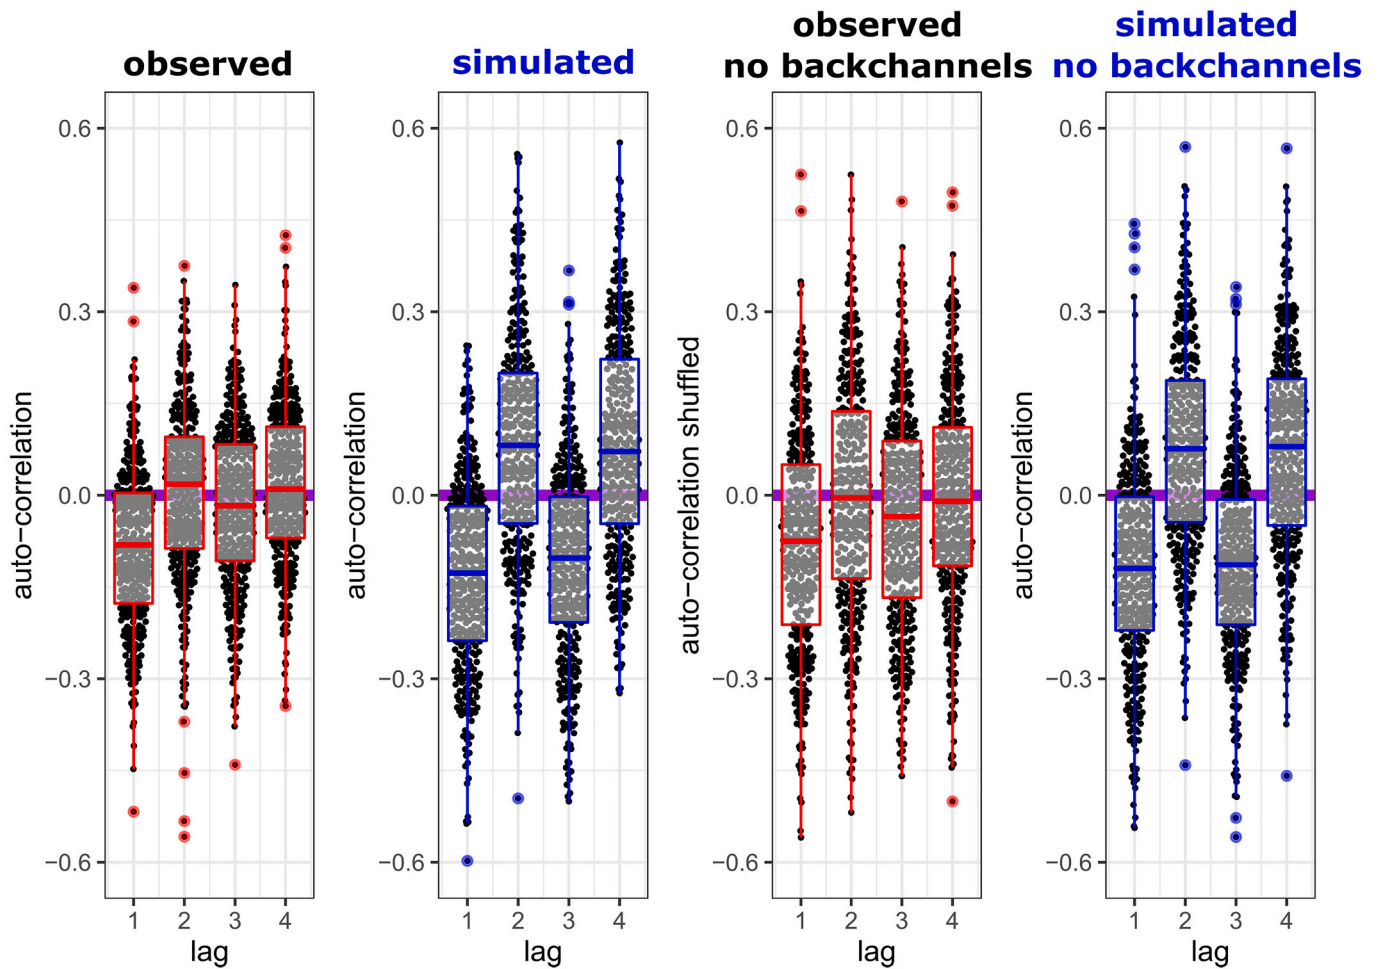 observed
simulated
observed
no backchannels
simulated
no backchannels
auto-correlation
0.6
0.3
0.0
−0.3
−0.6
1 2 3 4
lag
auto-correlation
0.6
0.3
0.0
−0.3
−0.6
1 2 3 4
lag
auto-correlation shuffled
0.6
0.3
0.0
−0.3
−0.6
1 2 3 4
lag
auto-correlation
0.6
0.3
0.0
−0.3
−0.6
1 2 3 4
lag